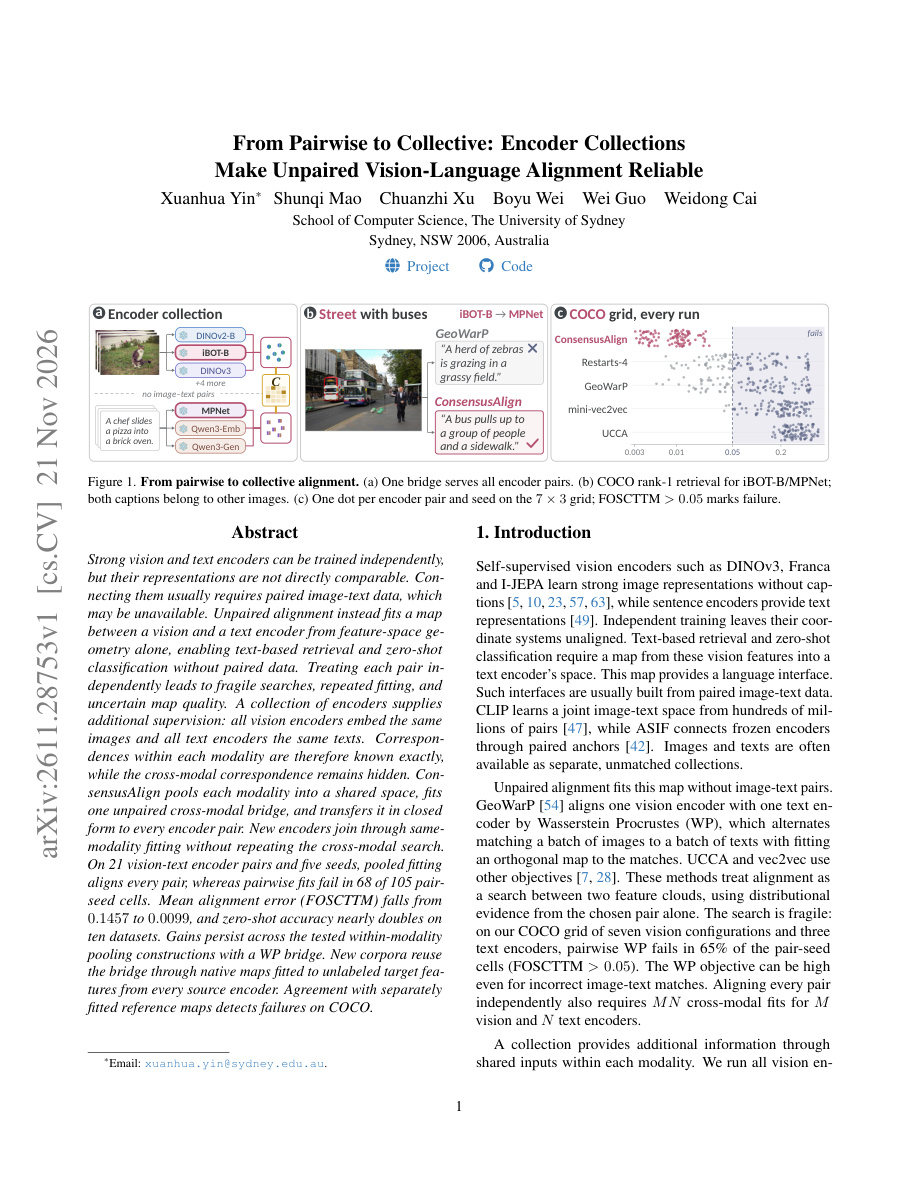 arXiv:2611.28753v1 [cs.CV] 21 Nov 2026
From Pairwise to Collective: Encoder Collections
Make Unpaired Vision-Language Alignment Reliable
Xuanhua Yin* Shunqi Mao Chuanzhi Xu Boyu Wei Wei Guo Weidong Cai
School of Computer Science, The University of Sydney
Sydney, NSW 2006, Australia
Project Code
a Encoder collection
DINOv2-B
iBOT-B
DINOv3
+4 more
no image–text pairs
A chef slides
a pizza into
a brick oven.
MPNet
Qwen3-Emb
Qwen3-Gen
C
b Street with buses iBOT-B → MPNet
GeoWarP
"A herd of zebras
is grazing in a
grassy field."
ConsensusAlign
"A bus pulls up to
a group of people
and a sidewalk."
c COCO grid, every run
fails
ConsensusAlign
Restarts-4
GeoWarP
mini-vec2vec
UCCA
0.003 0.01 0.05 0.2
Figure 1. From pairwise to collective alignment. (a) One bridge serves all encoder pairs. (b) COCO rank-1 retrieval for iBOT-B/MPNet;
both captions belong to other images. (c) One dot per encoder pair and seed on the 7 × 3 grid; FOSCTTM > 0.05 marks failure.
Abstract
Strong vision and text encoders can be trained independently,
but their representations are not directly comparable. Con-
necting them usually requires paired image-text data, which
may be unavailable. Unpaired alignment instead fits a map
between a vision and a text encoder from feature-space ge-
ometry alone, enabling text-based retrieval and zero-shot
classification without paired data. Treating each pair in-
dependently leads to fragile searches, repeated fitting, and
uncertain map quality. A collection of encoders supplies
additional supervision: all vision encoders embed the same
images and all text encoders the same texts. Correspon-
dences within each modality are therefore known exactly,
while the cross-modal correspondence remains hidden. Con-
sensusAlign pools each modality into a shared space, fits
one unpaired cross-modal bridge, and transfers it in closed
form to every encoder pair. New encoders join through same-
modality fitting without repeating the cross-modal search.
On 21 vision-text encoder pairs and five seeds, pooled fitting
aligns every pair, whereas pairwise fits fail in 68 of 105 pair-
seed cells. Mean alignment error (FOSCTTM) falls from
0.1457 to 0.0099, and zero-shot accuracy nearly doubles on
ten datasets. Gains persist across the tested within-modality
pooling constructions with a WP bridge. New corpora reuse
the bridge through native maps fitted to unlabeled target fea-
tures from every source encoder. Agreement with separately
fitted reference maps detects failures on COCO.
*Email: xuanhua.yin@sydney.edu.au.
1. Introduction
Self-supervised vision encoders such as DINOv3, Franca
and I-JEPA learn strong image representations without cap-
tions [5, 10, 23, 57, 63], while sentence encoders provide text
representations [49]. Independent training leaves their coor-
dinate systems unaligned. Text-based retrieval and zero-shot
classification require a map from these vision features into a
text encoder's space. This map provides a language interface.
Such interfaces are usually built from paired image-text data.
CLIP learns a joint image-text space from hundreds of mil-
lions of pairs [47], while ASIF connects frozen encoders
through paired anchors [42]. Images and texts are often
available as separate, unmatched collections.
Unpaired alignment fits this map without image-text pairs.
GeoWarP [54] aligns one vision encoder with one text en-
coder by Wasserstein Procrustes (WP), which alternates
matching a batch of images to a batch of texts with fitting
an orthogonal map to the matches. UCCA and vec2vec use
other objectives [7, 28]. These methods treat alignment as
a search between two feature clouds, using distributional
evidence from the chosen pair alone. The search is fragile:
on our COCO grid of seven vision configurations and three
text encoders, pairwise WP fails in 65% of the pair-seed
cells (FOSCTTM > 0.05). The WP objective can be high
even for incorrect image-text matches. Aligning every pair
independently also requires MN cross-modal fits for M
vision and N text encoders.
A collection provides additional information through
shared inputs within each modality. We run all vision en-
1